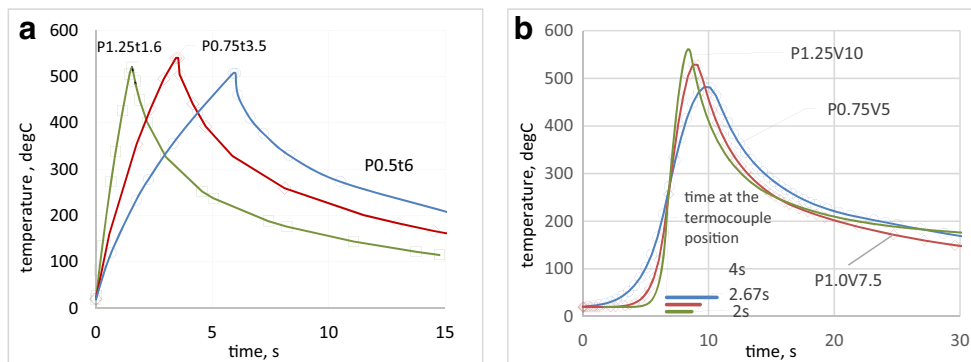 a
600
500
400
300
200
100
0
temperature , degC
P1.25t1.6
P0.75t3.5
P0.5t6
0
5
10
15
time, s
b
600
500
400
300
200
100
0
temperature, degC
P1.25V10
P0.75V5
time at the
termocouple
position
4s
2.67s
2s
P1.0V7.5
0
10
20
30
time, s